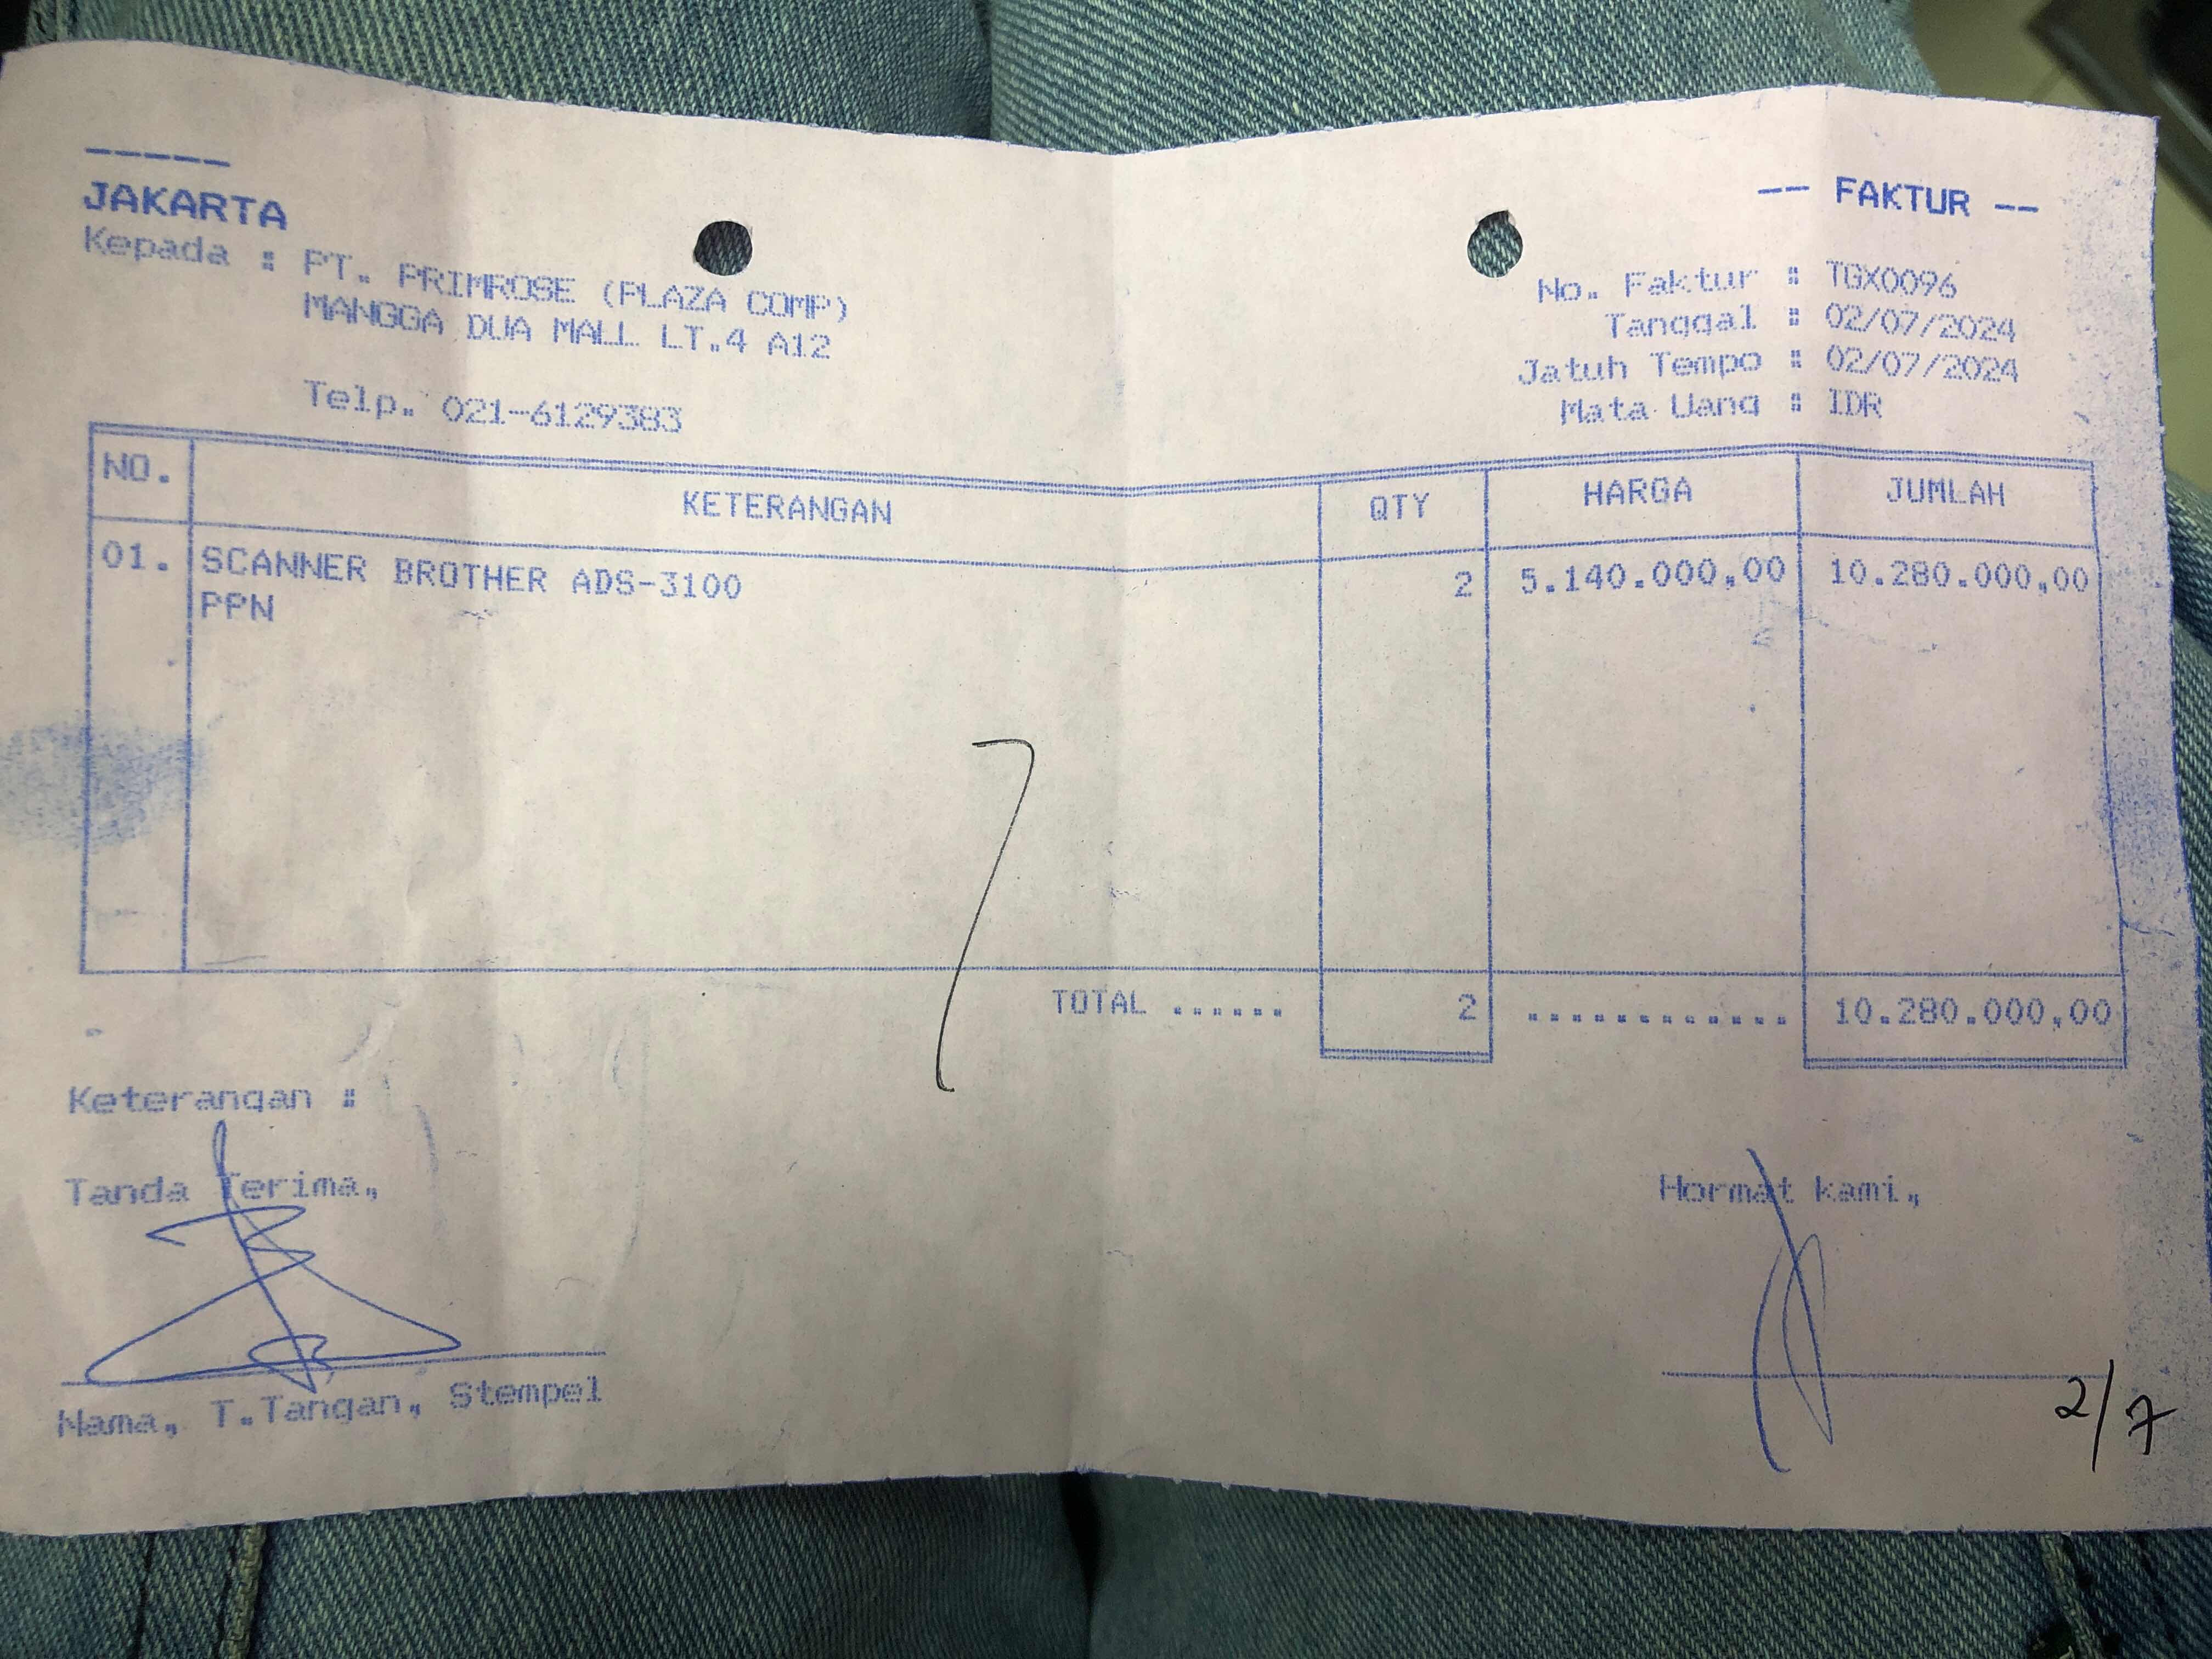 -----
JAKARTA
-- FAKTUR --
Kepada : PT. PRIMROSE (PLAZA COMP)
MANGGA DUA MALL LT.4 A12
Telp. 021-6129383
No. Faktur : TGX0096
Tanggal : 02/07/2024
Jatuh Tempo : 02/07/2024
Mata Uang : IDR
NO. KETERANGAN QTY HARGA JUMLAH
01. SCANNER BROTHER ADS-3100 2 5.140.000,00 10.280.000,00
PPN
TOTAL ...... 2 ............ 10.280.000,00
Keterangan :
Tanda Terima,
Hormat kami,
Nama, T.Tangan, Stempel
2/7